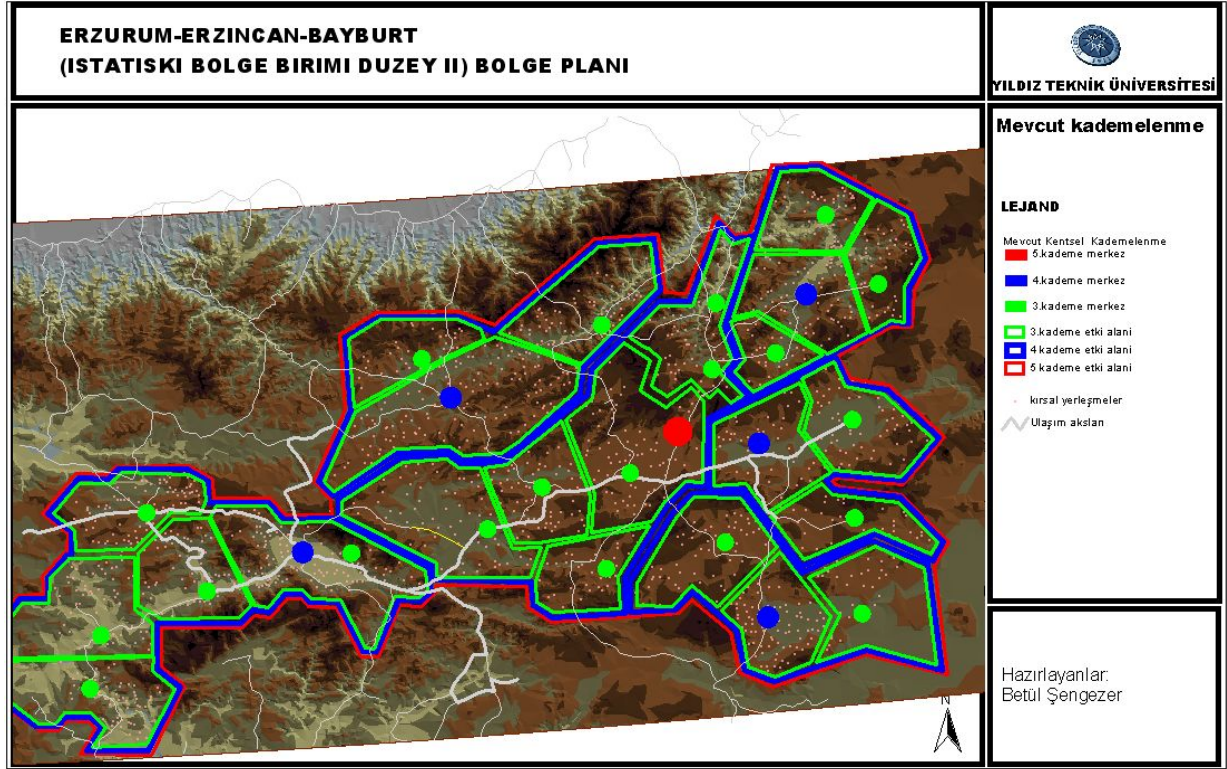 ERZURUM-ERZINCAN-BAYBURT
(ISTATISKI BOLGE BIRIMI DUZEY II) BOLGE PLANI
YILDIZ TEKNİK ÜNİVERSİTESİ
Mevcut kademelenme
LEJAND
Mevcut Kentsel Kademelenme
5.kademe merkez
4.kademe merkez
3.kademe merkez
3.kademe etki alani
4 kademe etki alani
5 kademe etki alani
kırsal yerleşmeler
Ulaşım aksları
Hazırlayanlar:
Betül Şengezer
N